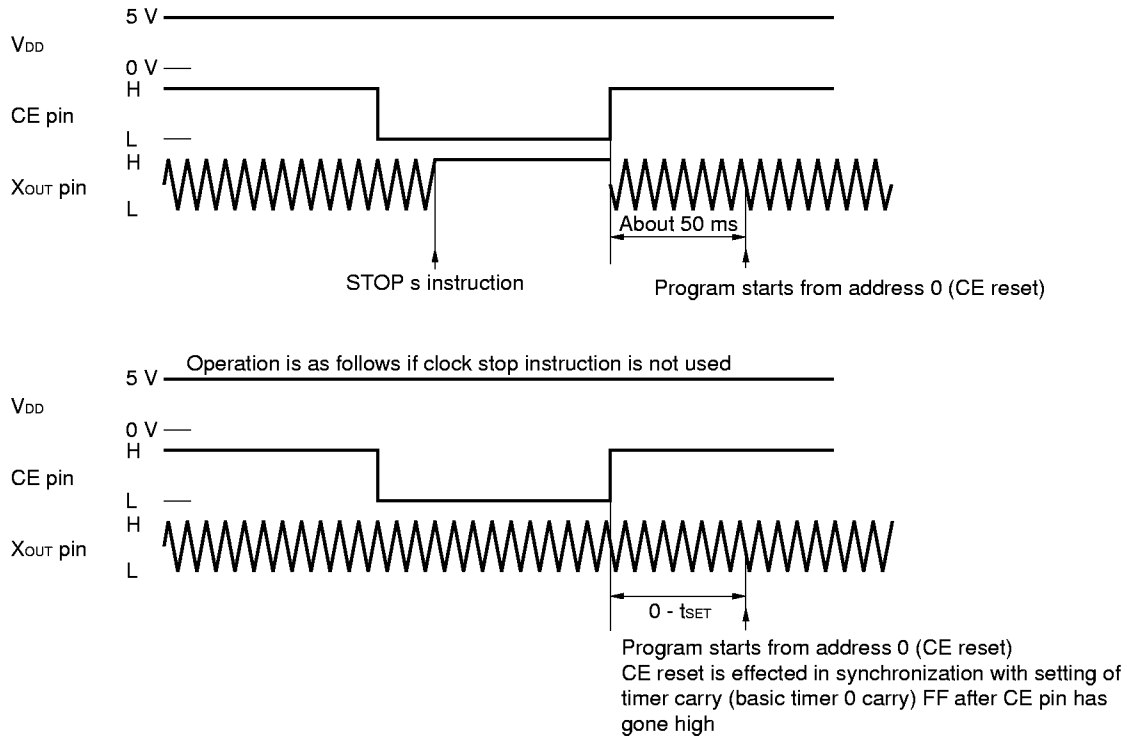 5 V
VDD
0 V
H
CE pin
L
H
XOUT pin
L
About 50 ms
STOP s instruction
Program starts from address 0 (CE reset)
Operation is as follows if clock stop instruction is not used
5 V
VDD
0 V
H
CE pin
L
H
XOUT pin
L
0 - tSET
Program starts from address 0 (CE reset)
CE reset is effected in synchronization with setting of
timer carry (basic timer 0 carry) FF after CE pin has
gone high